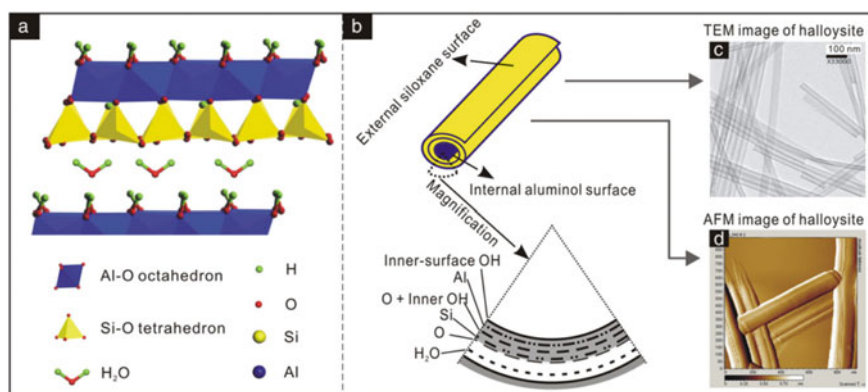 a
Al-O octahedron
Si-O tetrahedron
H₂O
H
O
Si
Al
b
External siloxane surface
Internal aluminol surface
Magnification
Inner-surface OH
Al
O + Inner OH
Si
O
H₂O
TEM image of halloysite
c
100 nm
AFM image of halloysite
d